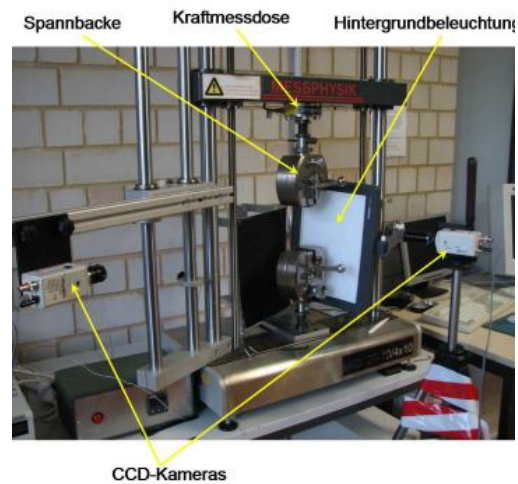 Spannbacke
Kraftmessdose
Hintergrundbeleuchtung
MESSPHYSIK
CCD-Kameras